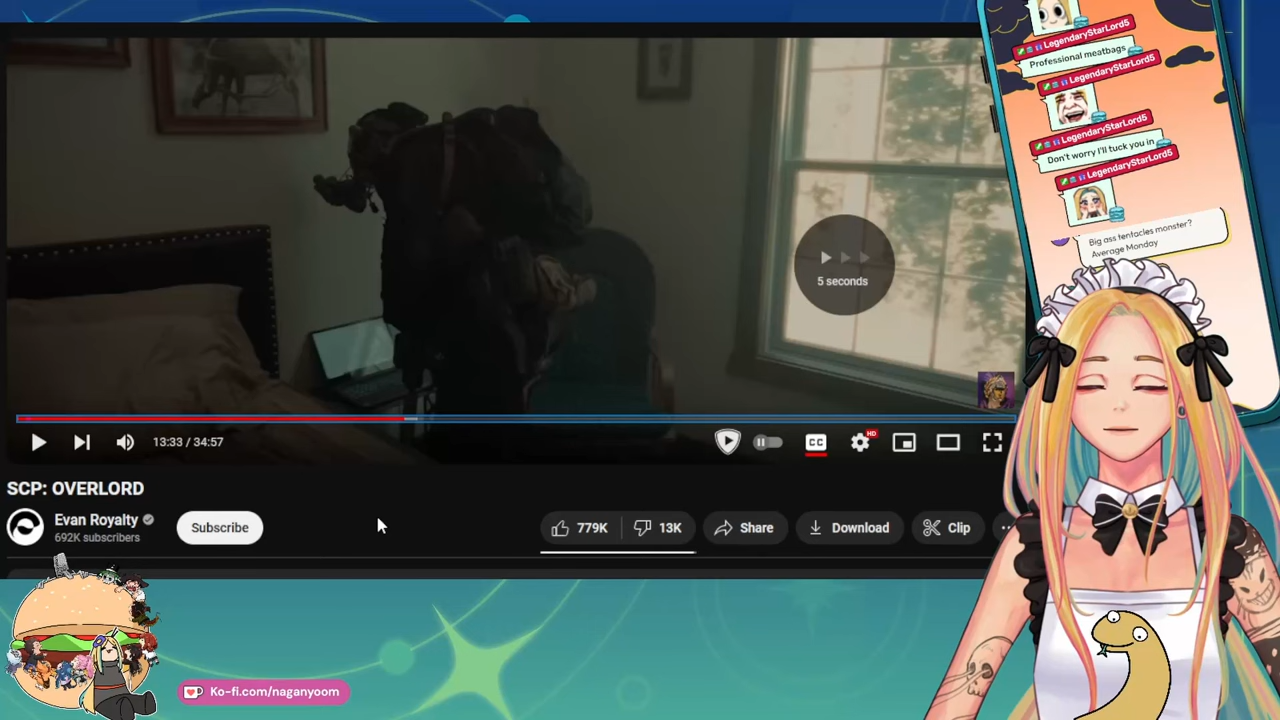 LegendaryStarLord5
Professional meatbags
LegendaryStarLord5
LegendaryStarLord5
Don't worry I'll tuck you in
LegendaryStarLord5
Big ass tentacles monster?
Average Monday
5 seconds
13:33 / 34:57
CC
HD
SCP: OVERLORD
Evan Royalty
692K subscribers
Subscribe
779K
13K
Share
Download
Clip
Ko-fi.com/naganyoom